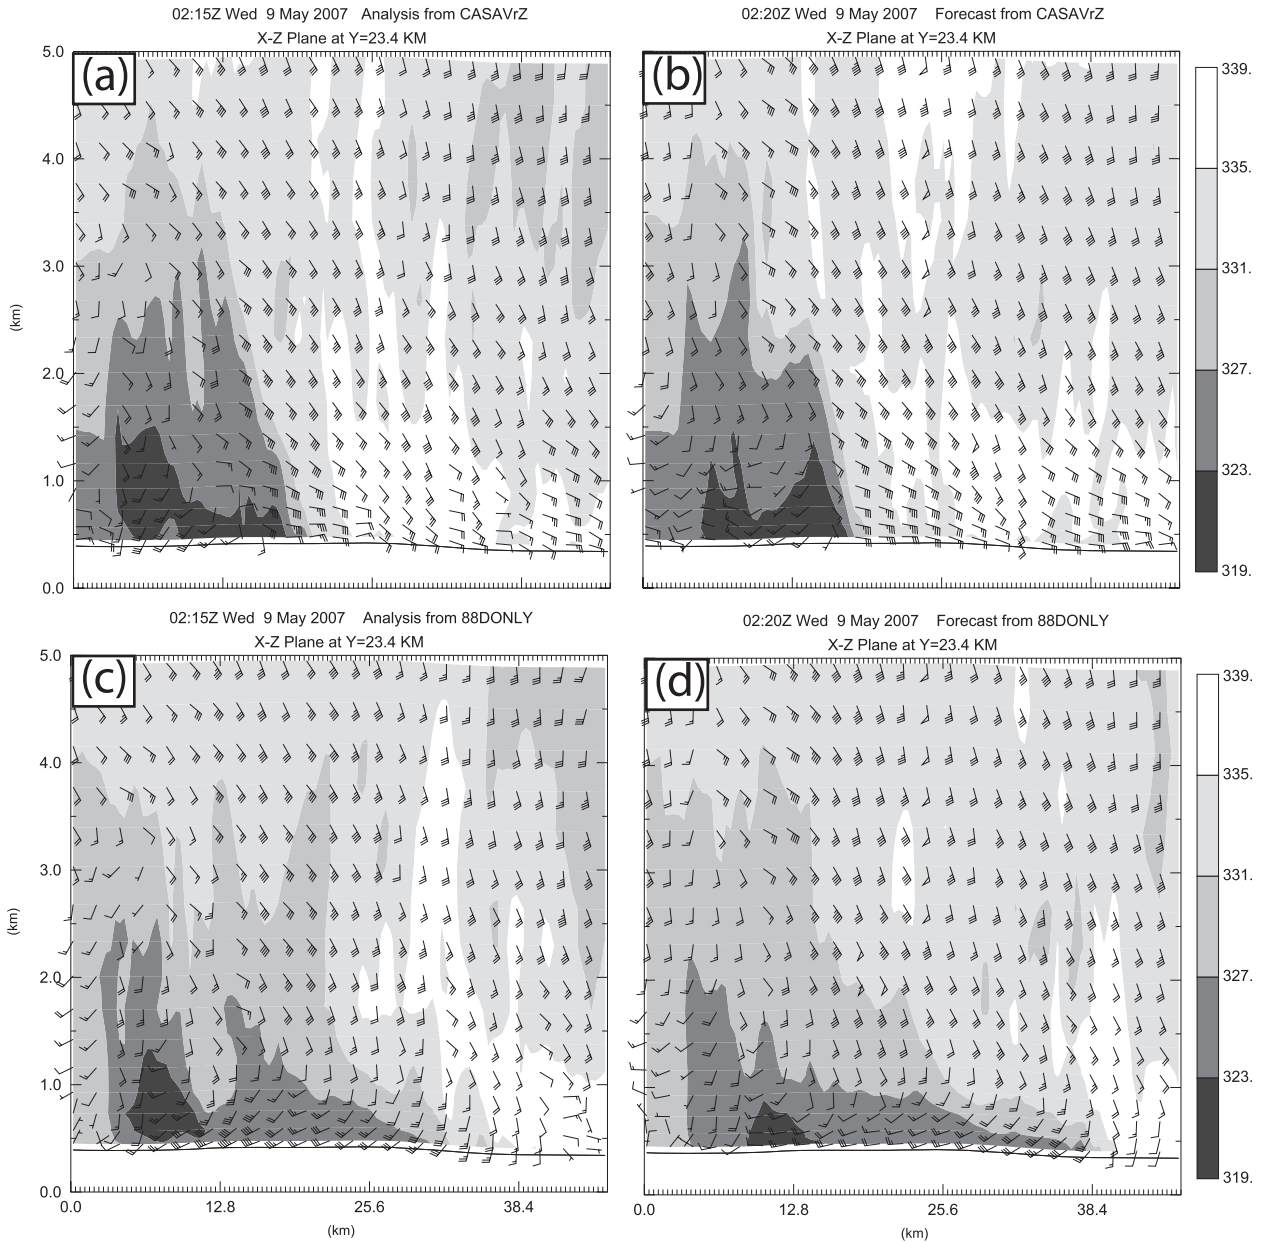 02:15Z Wed 9 May 2007 Analysis from CASAVrZ
X-Z Plane at Y=23.4 KM
02:20Z Wed 9 May 2007 Forecast from CASAVrZ
X-Z Plane at Y=23.4 KM
(a)
(b)
5.0
4.0
3.0
2.0
1.0
0.0
(km)
339.
335.
331.
327.
323.
319.
02:15Z Wed 9 May 2007 Analysis from 88DONLY
X-Z Plane at Y=23.4 KM
02:20Z Wed 9 May 2007 Forecast from 88DONLY
X-Z Plane at Y=23.4 KM
(c)
(d)
5.0
4.0
3.0
2.0
1.0
0.0
(km)
339.
335.
331.
327.
323.
319.
0.0 12.8 25.6 38.4
(km)
0.0 12.8 25.6 38.4
(km)